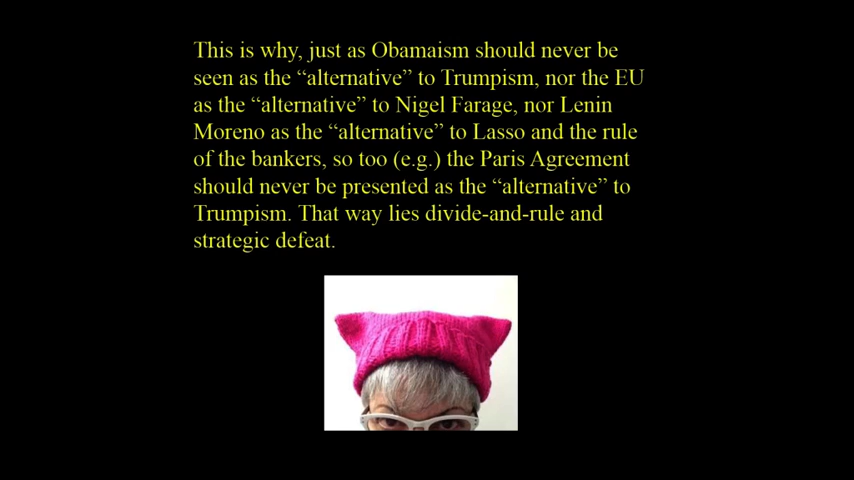 This is why, just as Obamaism should never be
seen as the “alternative” to Trumpism, nor the EU
as the “alternative” to Nigel Farage, nor Lenin
Moreno as the “alternative” to Lasso and the rule
of the bankers, so too (e.g.) the Paris Agreement
should never be presented as the “alternative” to
Trumpism. That way lies divide-and-rule and
strategic defeat.